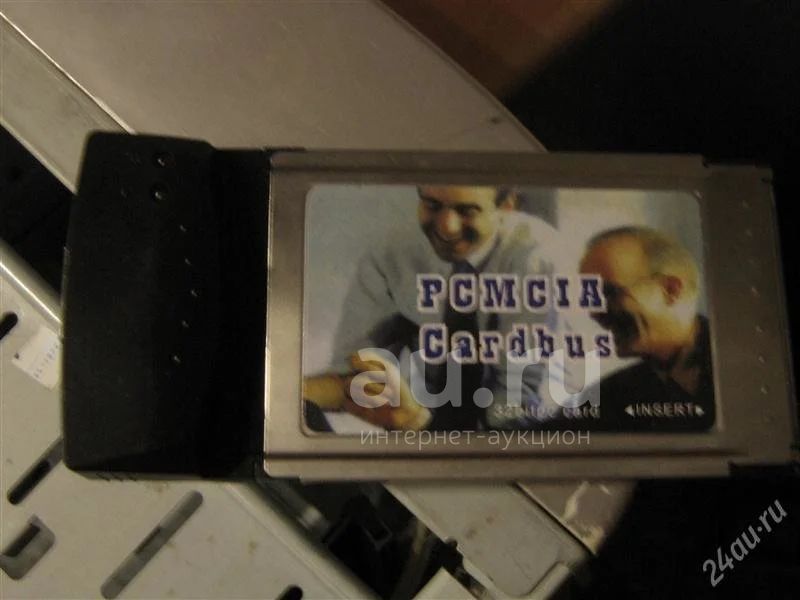 PCMCIA
Cardbus
32bit pc card
◄INSERT►
au.ru
интернет-аукцион
24au.ru